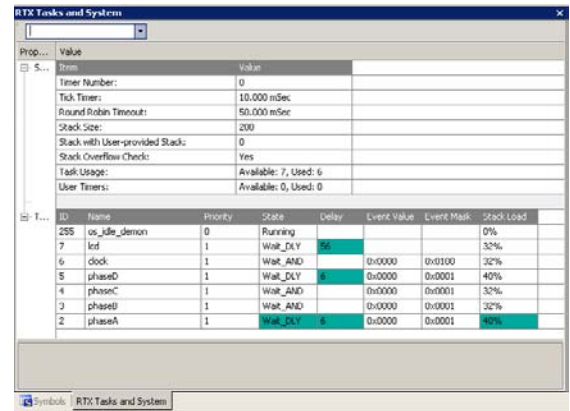 RTX Tasks and System
Prop... Value
S... Item Value
Timer Number: 0
Tick Timer: 10.000 mSec
Round Robin Timeout: 50.000 mSec
Stack Size: 200
Stack with User-provided Stack: 0
Stack Overflow Check: Yes
Task Usage: Available: 7, Used: 6
User Timers: Available: 0, Used: 0
T... ID Name Priority State Delay Event Value Event Mask Stack Load
255 os_idle_demon 0 Running 0%
7 lcd 1 Wait_DLY 56 32%
6 clock 1 Wait_AND 0x0000 0x0100 32%
5 phaseD 1 Wait_DLY 6 0x0000 0x0001 40%
4 phaseC 1 Wait_AND 0x0000 0x0001 32%
3 phaseB 1 Wait_AND 0x0000 0x0001 32%
2 phaseA 1 Wait_DLY 6 0x0000 0x0001 40%
Symbols RTX Tasks and System